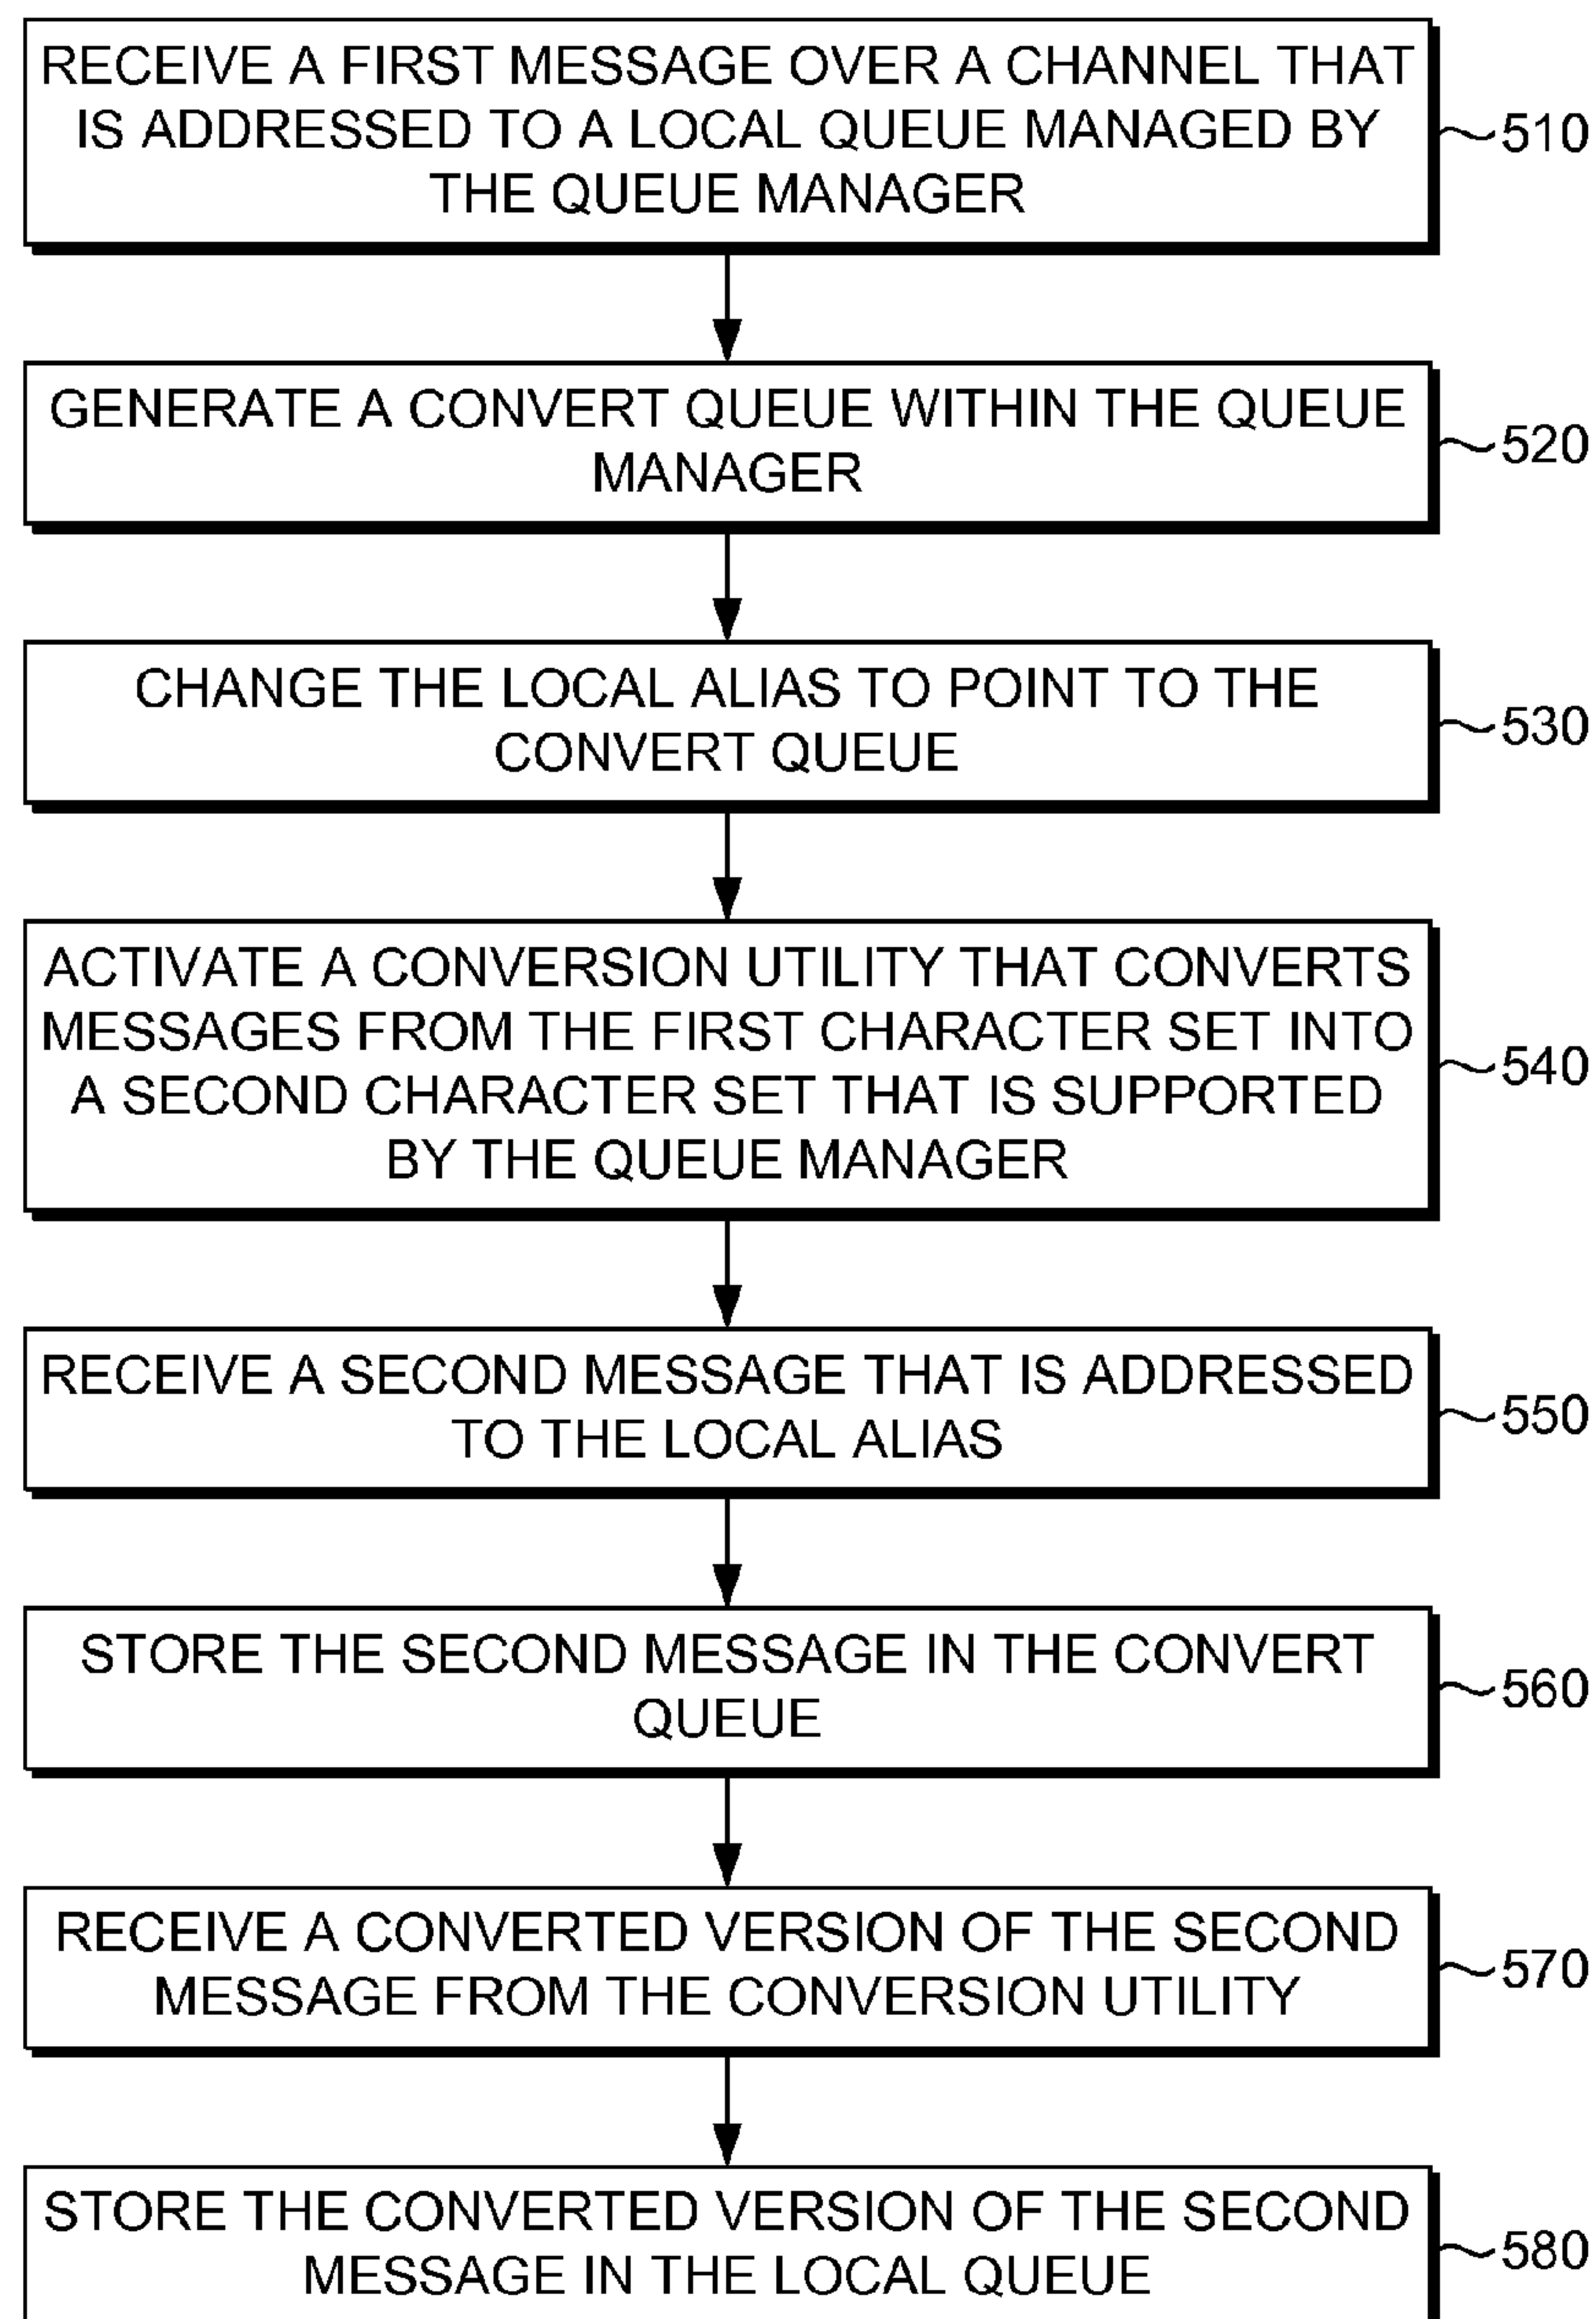 RECEIVE A FIRST MESSAGE OVER A CHANNEL THAT
IS ADDRESSED TO A LOCAL QUEUE MANAGED BY
THE QUEUE MANAGER
510
GENERATE A CONVERT QUEUE WITHIN THE QUEUE
MANAGER
520
CHANGE THE LOCAL ALIAS TO POINT TO THE
CONVERT QUEUE
530
ACTIVATE A CONVERSION UTILITY THAT CONVERTS
MESSAGES FROM THE FIRST CHARACTER SET INTO
A SECOND CHARACTER SET THAT IS SUPPORTED
BY THE QUEUE MANAGER
540
RECEIVE A SECOND MESSAGE THAT IS ADDRESSED
TO THE LOCAL ALIAS
550
STORE THE SECOND MESSAGE IN THE CONVERT
QUEUE
560
RECEIVE A CONVERTED VERSION OF THE SECOND
MESSAGE FROM THE CONVERSION UTILITY
570
STORE THE CONVERTED VERSION OF THE SECOND
MESSAGE IN THE LOCAL QUEUE
580